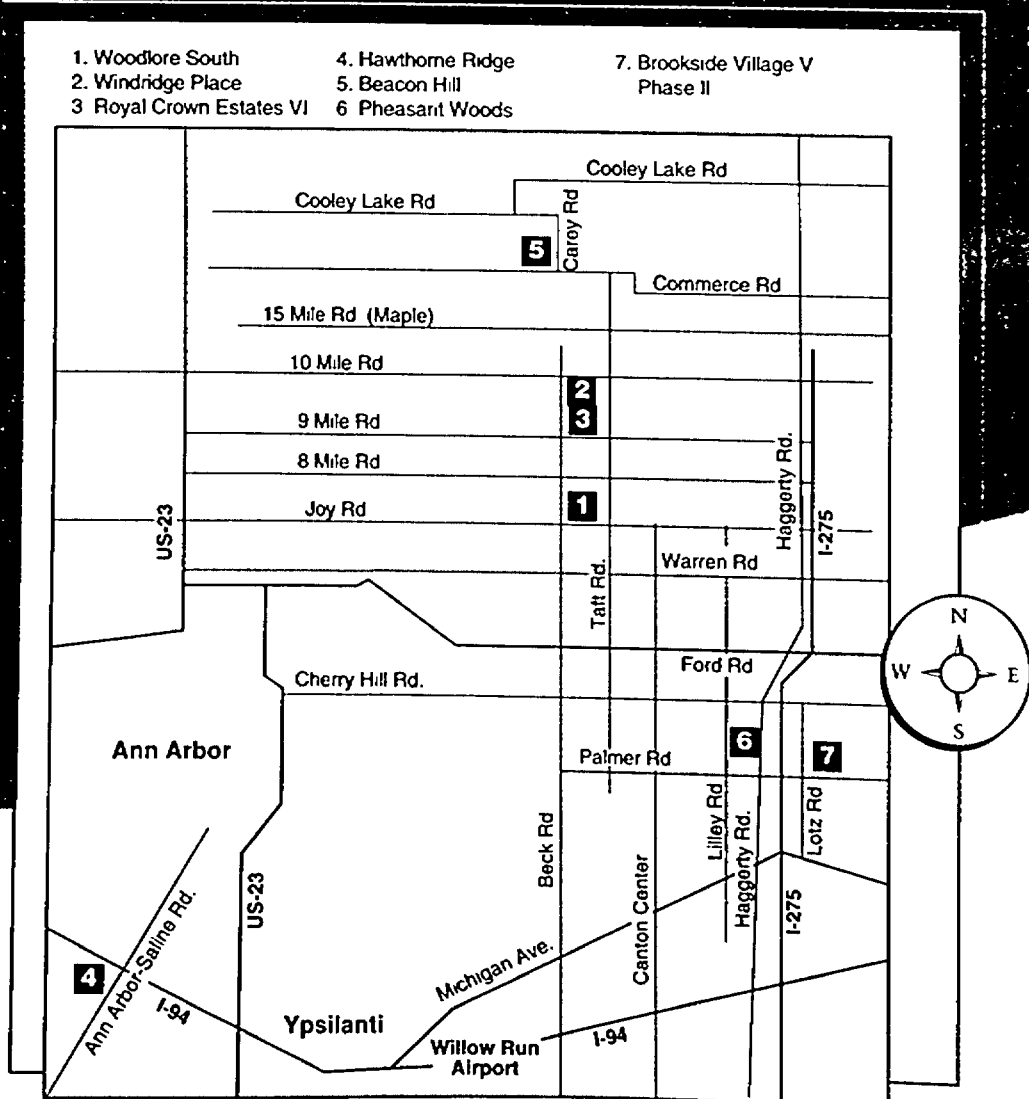 1. Woodlore South
2. Windridge Place
3 Royal Crown Estates VI
4. Hawthorne Ridge
5. Beacon Hill
6 Pheasant Woods
7. Brookside Village V
Phase II
Cooley Lake Rd
Cooley Lake Rd
Carey Rd
5
Commerce Rd
15 Mile Rd (Maple)
10 Mile Rd
2
3
9 Mile Rd
8 Mile Rd
Haggerty Rd.
1
Joy Rd
US-23
I-275
Warren Rd
Taft Rd.
N
W
E
S
Ford Rd
Cherry Hill Rd.
Ann Arbor
6
7
Palmer Rd
Beck Rd
Lilley Rd
Haggerty Rd.
Lotz Rd
US-23
Canton Center
I-275
Ann Arbor-Saline Rd.
4
Michigan Ave.
I-94
Ypsilanti
Willow Run
Airport
I-94